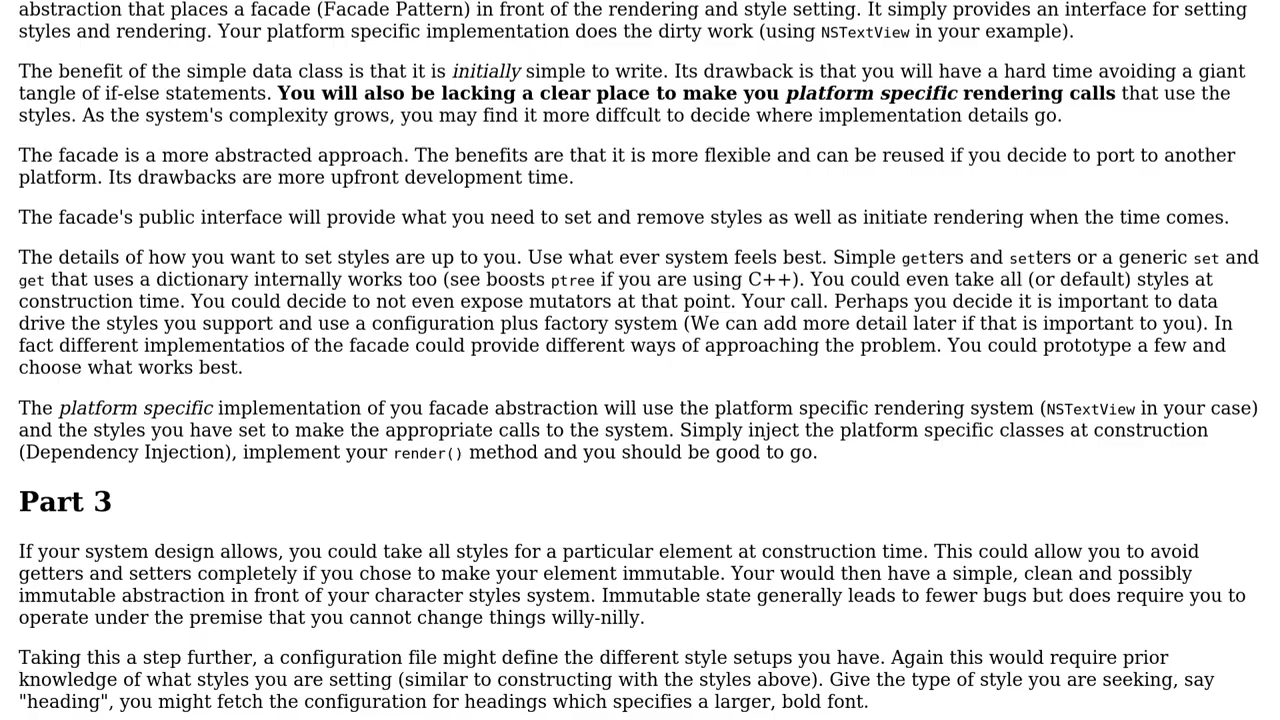 abstraction that places a facade (Facade Pattern) in front of the rendering and style setting. It simply provides an interface for setting
styles and rendering. Your platform specific implementation does the dirty work (using NSTextView in your example).
The benefit of the simple data class is that it is initially simple to write. Its drawback is that you will have a hard time avoiding a giant
tangle of if-else statements. You will also be lacking a clear place to make you platform specific rendering calls that use the
styles. As the system's complexity grows, you may find it more diffcult to decide where implementation details go.
The facade is a more abstracted approach. The benefits are that it is more flexible and can be reused if you decide to port to another
platform. Its drawbacks are more upfront development time.
The facade's public interface will provide what you need to set and remove styles as well as initiate rendering when the time comes.
The details of how you want to set styles are up to you. Use what ever system feels best. Simple getters and setters or a generic set and
get that uses a dictionary internally works too (see boosts ptree if you are using C++). You could even take all (or default) styles at
construction time. You could decide to not even expose mutators at that point. Your call. Perhaps you decide it is important to data
drive the styles you support and use a configuration plus factory system (We can add more detail later if that is important to you). In
fact different implementatios of the facade could provide different ways of approaching the problem. You could prototype a few and
choose what works best.
The platform specific implementation of you facade abstraction will use the platform specific rendering system (NSTextView in your case)
and the styles you have set to make the appropriate calls to the system. Simply inject the platform specific classes at construction
(Dependency Injection), implement your render() method and you should be good to go.
Part 3
If your system design allows, you could take all styles for a particular element at construction time. This could allow you to avoid
getters and setters completely if you chose to make your element immutable. Your would then have a simple, clean and possibly
immutable abstraction in front of your character styles system. Immutable state generally leads to fewer bugs but does require you to
operate under the premise that you cannot change things willy-nilly.
Taking this a step further, a configuration file might define the different style setups you have. Again this would require prior
knowledge of what styles you are setting (similar to constructing with the styles above). Give the type of style you are seeking, say
"heading", you might fetch the configuration for headings which specifies a larger, bold font.